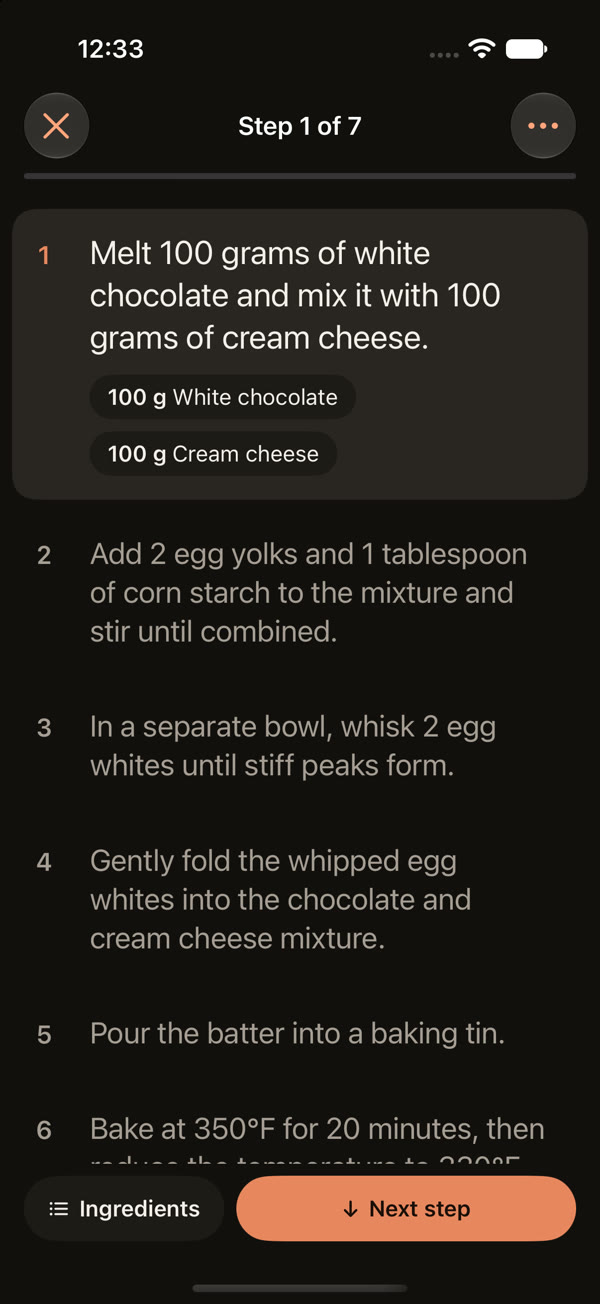 12:33
Step 1 of 7
1
Melt 100 grams of white
chocolate and mix it with 100
grams of cream cheese.
100 g White chocolate
100 g Cream cheese
2
Add 2 egg yolks and 1 tablespoon
of corn starch to the mixture and
stir until combined.
3
In a separate bowl, whisk 2 egg
whites until stiff peaks form.
4
Gently fold the whipped egg
whites into the chocolate and
cream cheese mixture.
5
Pour the batter into a baking tin.
6
Bake at 350°F for 20 minutes, then
reduce the temperature to
Ingredients
Next step